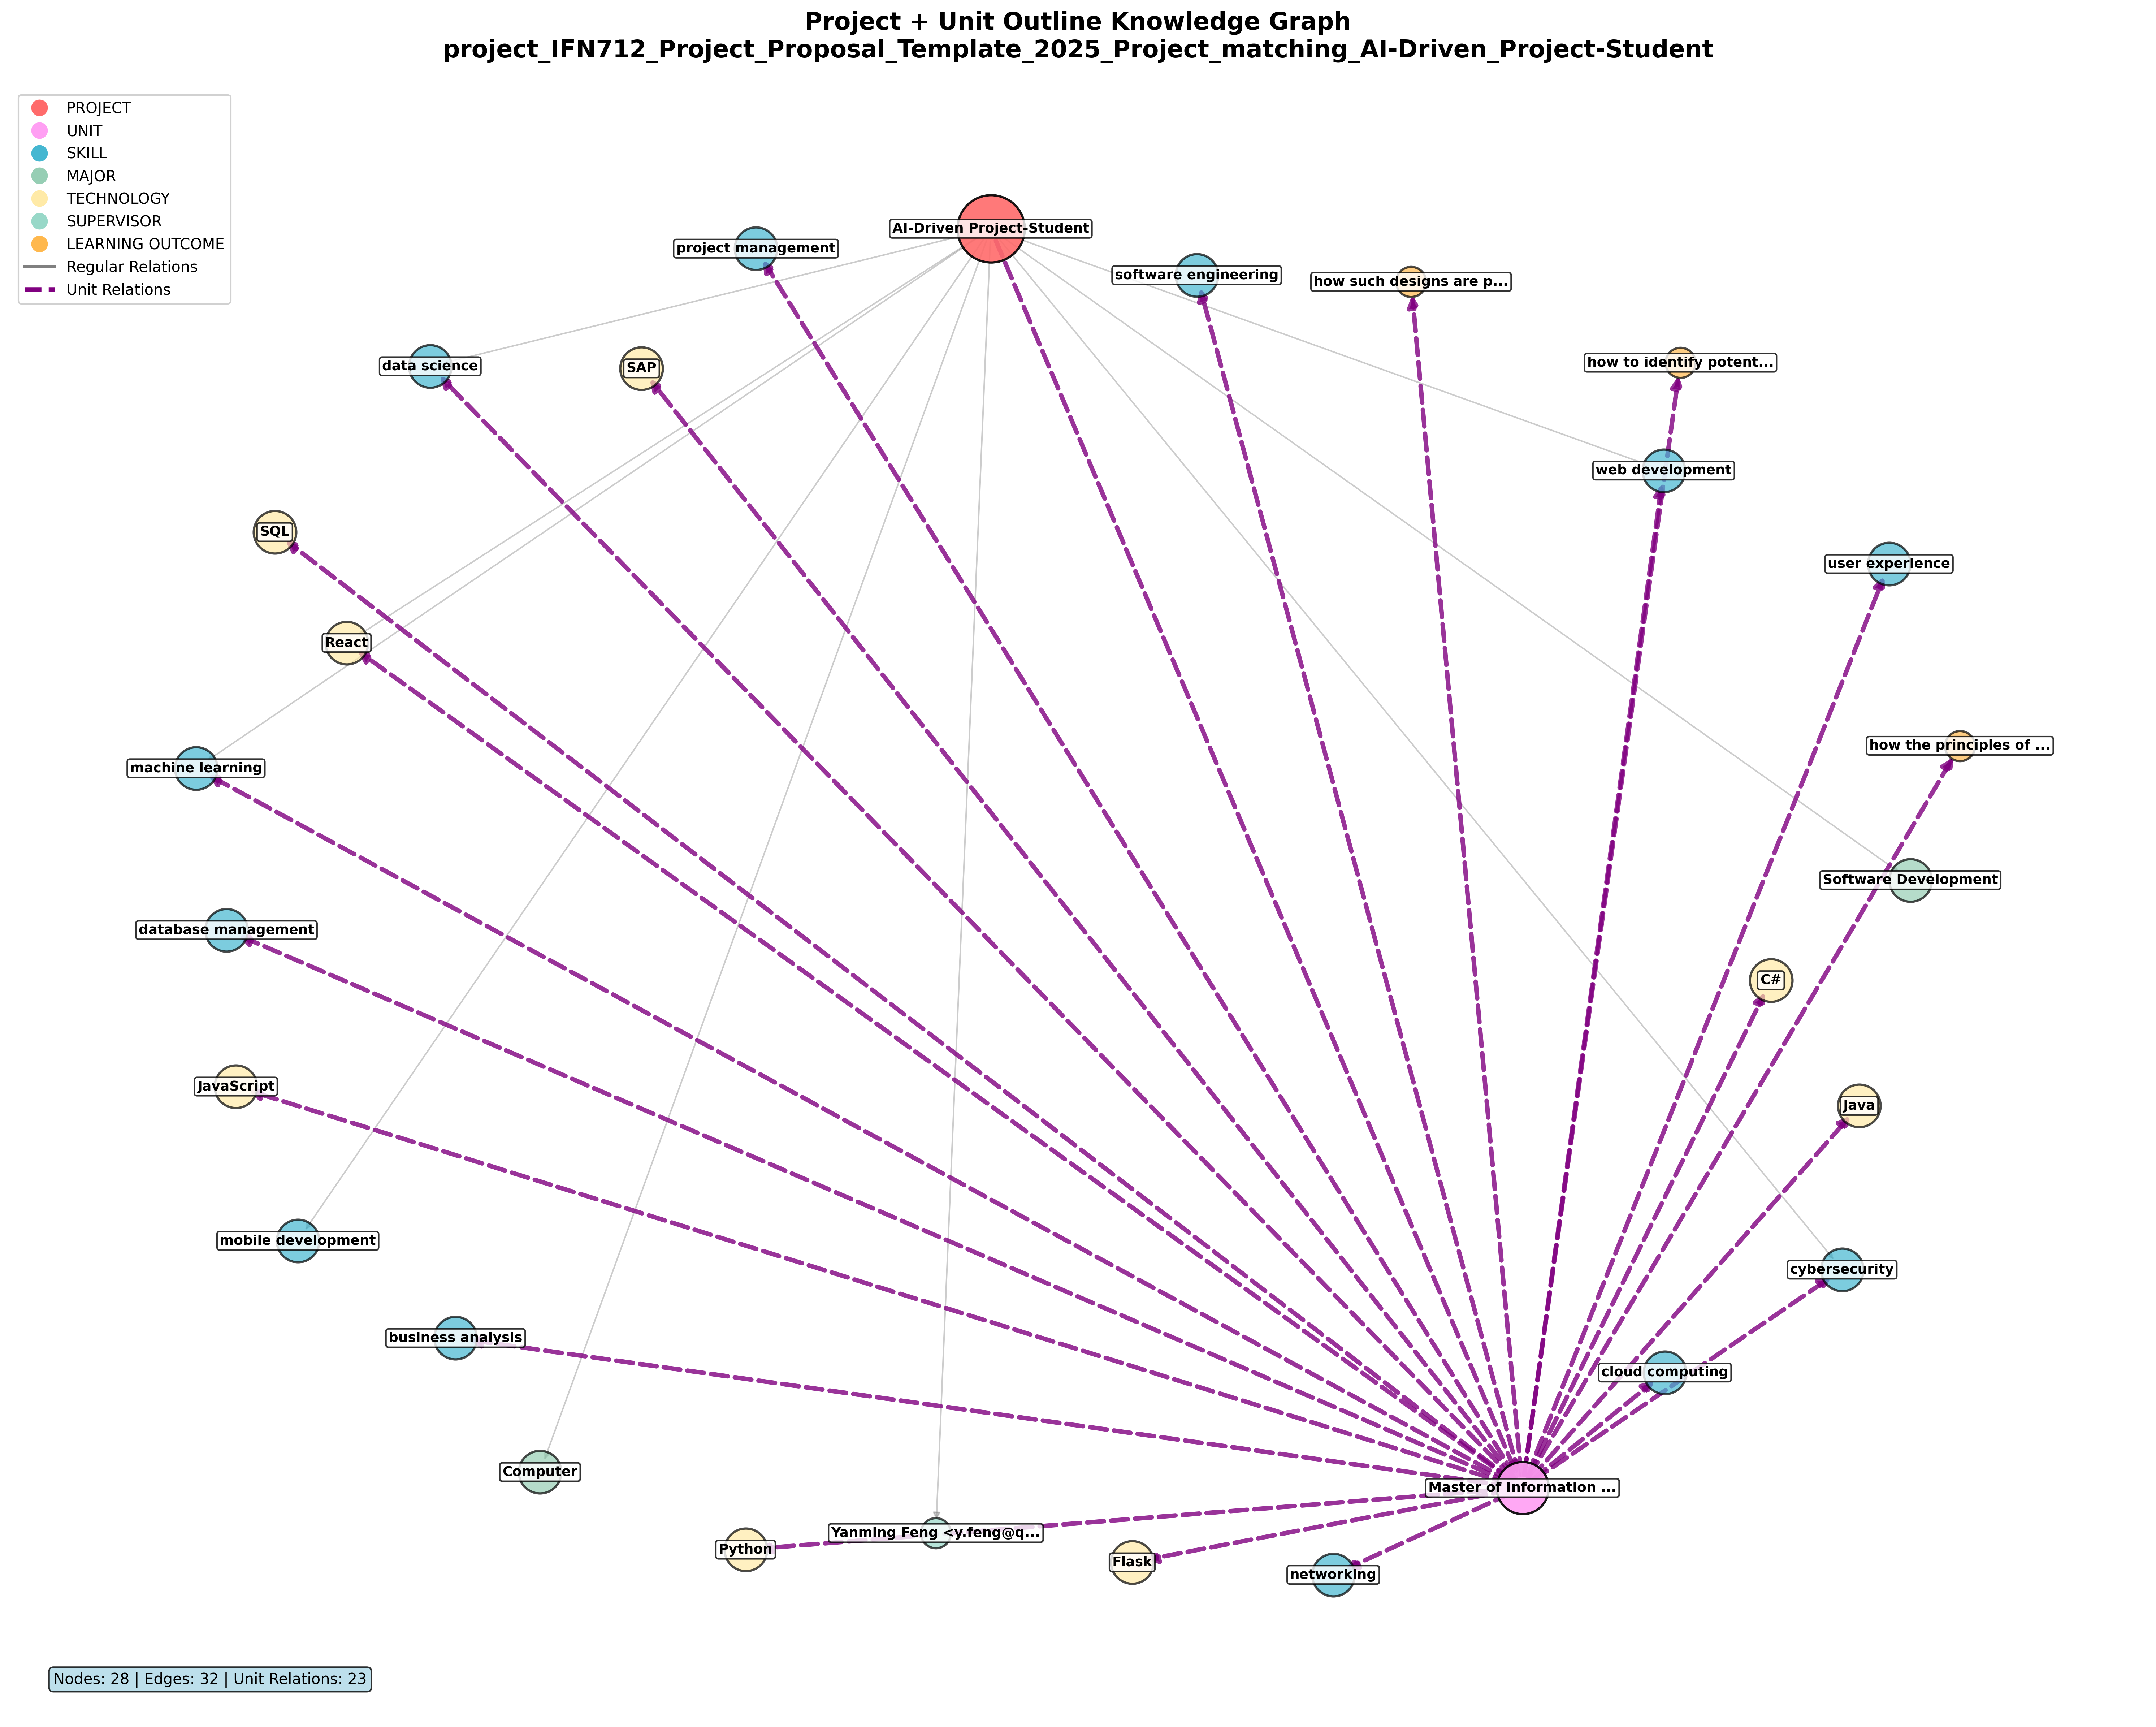 Project + Unit Outline Knowledge Graph
project_IFN712_Project_Proposal_Template_2025_Project_matching_AI-Driven_Project-Student
PROJECT
UNIT
SKILL
MAJOR
TECHNOLOGY
SUPERVISOR
LEARNING OUTCOME
Regular Relations
Unit Relations
AI-Driven Project-Student
project management
software engineering
how such designs are p...
how to identify potent...
data science
SAP
web development
SQL
user experience
React
how the principles of ...
machine learning
Software Development
database management
C#
JavaScript
Java
mobile development
cybersecurity
business analysis
cloud computing
Computer
Master of Information ...
Yanming Feng <y.feng@q...
Python
Flask
networking
Nodes: 28 | Edges: 32 | Unit Relations: 23